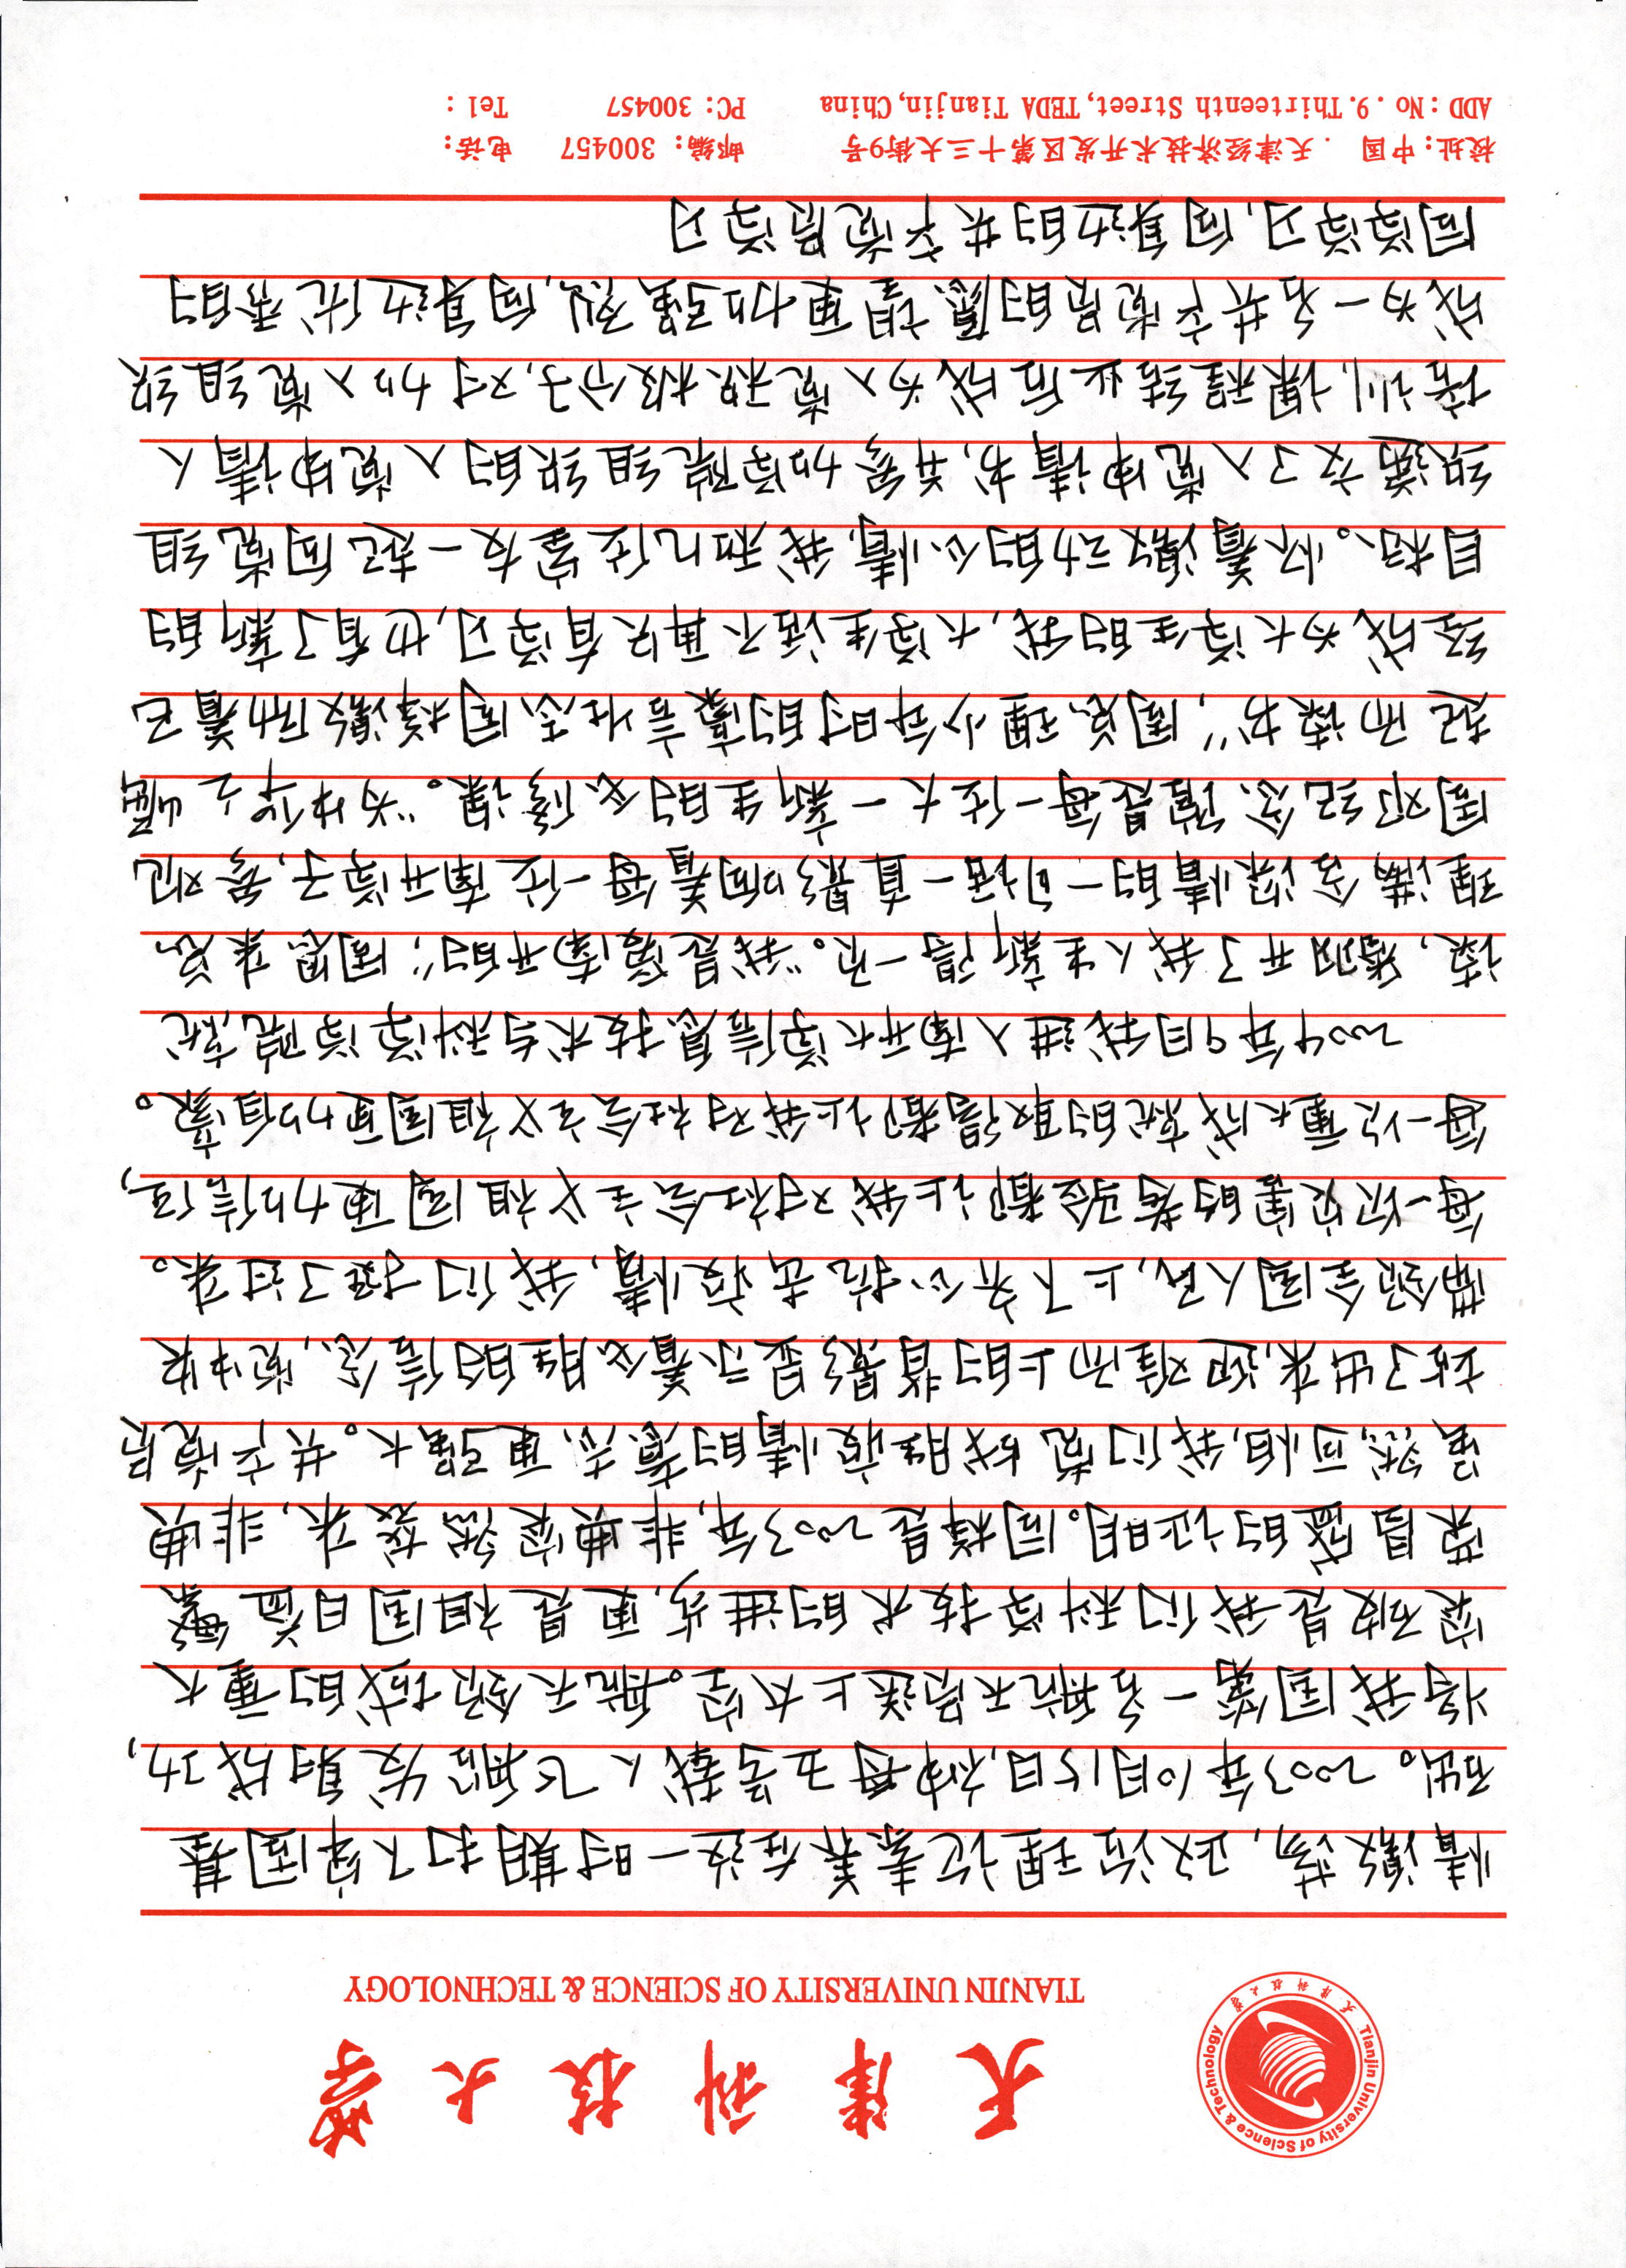 Tianjin University of Science & Technology
天津科技大学
天津科技大学
TIANJIN UNIVERSITY OF SCIENCE & TECHNOLOGY
情激荡,政治理论素养在这一时期打下牢固基
础。2003年10月15日,神舟五号载人飞船发射成功,
将我国第一名航天员送上太空。航天领域的重大
突破是我们科学技术的进步,更是祖国日益繁
荣昌盛的证明。同样是2003年,非典突然袭来,非典
虽然可怕,我们党战胜疫情的意志更强大。共产党员
站了出来,迎难而上的背影显示着必胜的信念,党中央
带领全国人民,上下齐心抗击疫情,我们挺了过来。
每一次灾害的考验都让我对社会主义祖国更加信任,
每一次重大成就的取得都让我对社会主义祖国更加自豪。
2004年9月我进入南开大学信息技术与科学学院就
读,翻开了我人生新得一页。“我是爱南开的”,周恩来总
理满含深情的一句话一直影响着每一位南开学子,参观
周邓纪念馆是每一位大一新生的必修课。“为中华之崛
起而读书”,周总理少年时的豪言壮志同样激励着已
经成为大学生的我,大学生活不再只有学习,也有了新的
目标。怀着激动的心情,我和几位室友一起向党组
织递交了入党申请书,并参加学院组织的入党申请人
培训,课程结业后成为入党积极分子,对加入党组织
成为一名共产党员的愿望更加强烈,向身边优秀的
同学学习,向身边的共产党员学习
校址:中国 .天津经济技术开发区第十三大街9号 邮编:300457 电话:
ADD :No .9.Thirteenth Street,TEDA Tianjin,China PC: 300457 Tel :